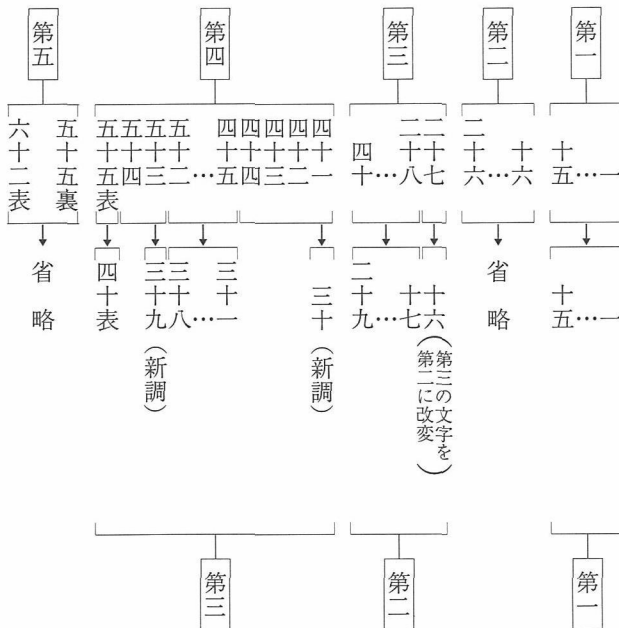 第一
一…十五
一…十五
第一
第二
十六…二十六
省略
第三
二十七
二十八…四十
十六（第三の文字を第二に改変）
十七…二十九
第二
第四
四十一
四十二
四十三
四十四
四十五…五十二
五十三
五十四
五十五表
三十（新調）
三十一…三十八
三十九（新調）
四十表
第三
第五
五十五裏
六十二表
省略